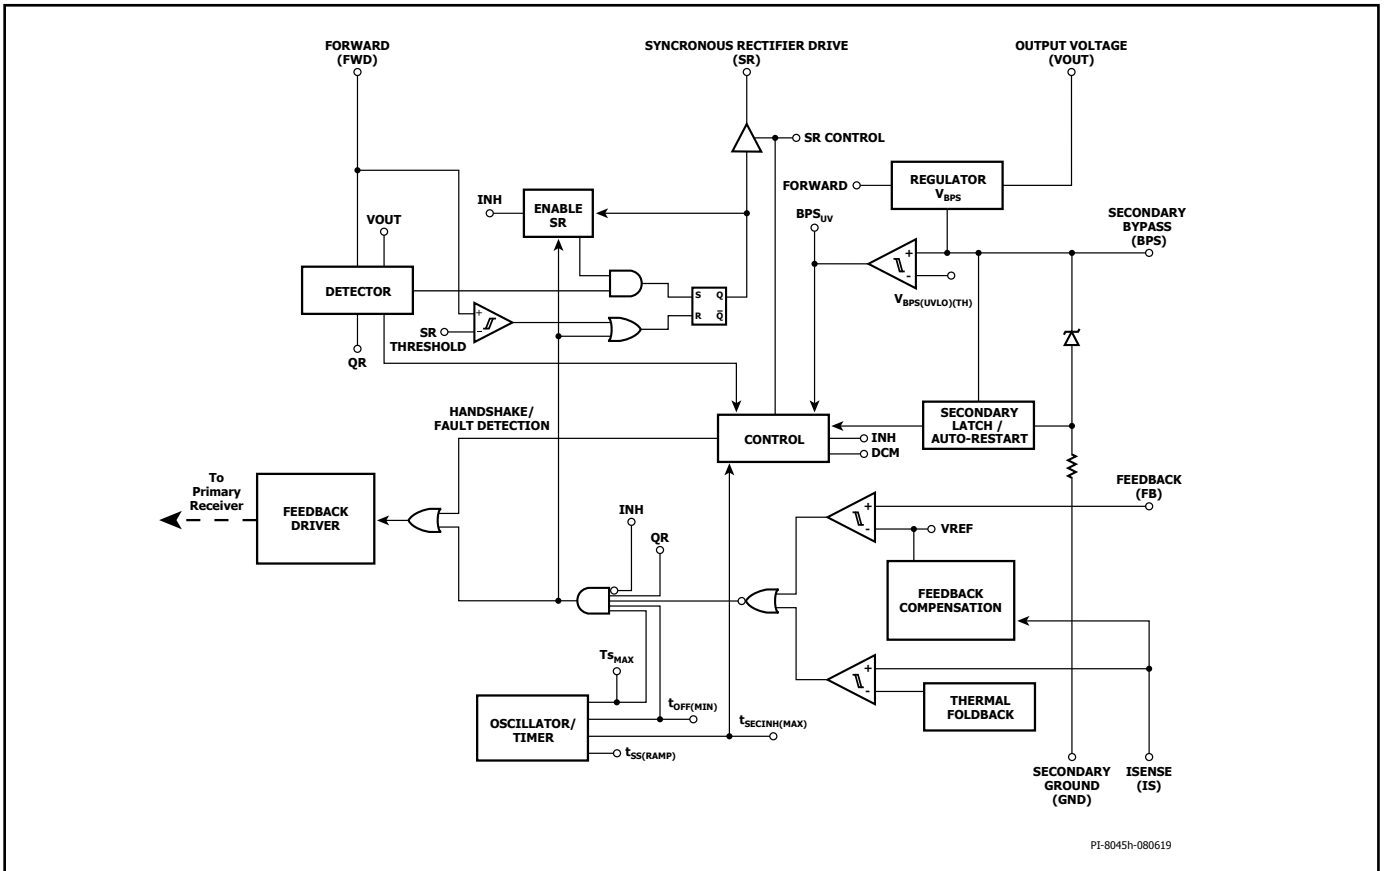 FORWARD
(FWD)
SYNCRONOUS RECTIFIER DRIVE
(SR)
OUTPUT VOLTAGE
(VOUT)
SR CONTROL
FORWARD
REGULATOR
VBPS
INH
ENABLE
SR
VOUT
BPSUV
SECONDARY
BYPASS
(BPS)
+
-
VBPS(UVLO)(TH)
DETECTOR
S Q
R Q̅
+
-
SR
THRESHOLD
QR
HANDSHAKE/
FAULT DETECTION
CONTROL
SECONDARY
LATCH /
AUTO-RESTART
INH
DCM
To
Primary
Receiver
FEEDBACK
DRIVER
INH
QR
FEEDBACK
(FB)
+
-
VREF
FEEDBACK
COMPENSATION
TsMAX
+
-
THERMAL
FOLDBACK
OSCILLATOR/
TIMER
tOFF(MIN)
tSECINH(MAX)
tSS(RAMP)
SECONDARY
GROUND
(GND)
ISENSE
(IS)
PI-8045h-080619